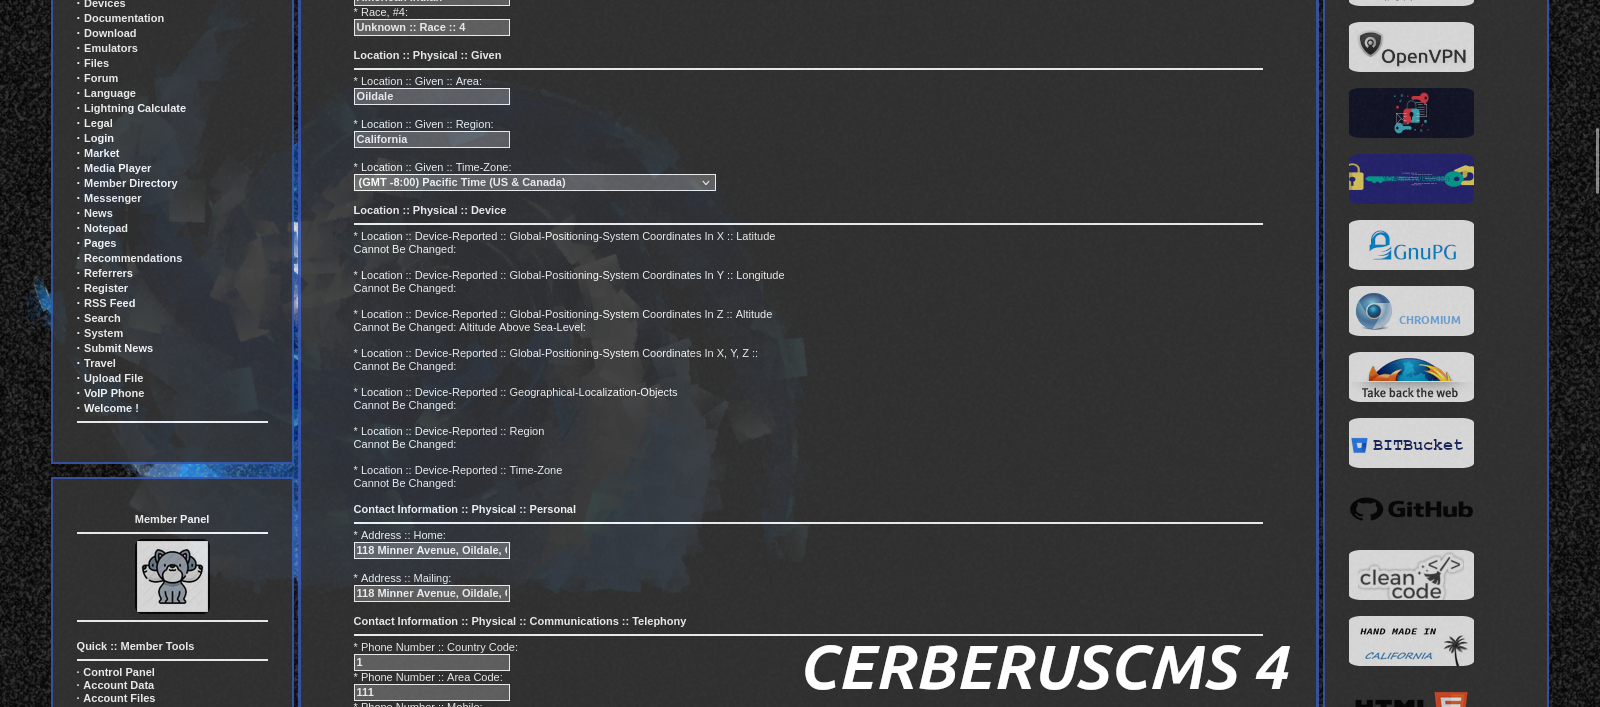 · Devices
· Documentation
· Download
· Emulators
· Files
· Forum
· Language
· Lightning Calculate
· Legal
· Login
· Market
· Media Player
· Member Directory
· Messenger
· News
· Notepad
· Pages
· Recommendations
· Referrers
· Register
· RSS Feed
· Search
· System
· Submit News
· Travel
· Upload File
· VoIP Phone
· Welcome !
Member Panel
Quick :: Member Tools
· Control Panel
· Account Data
· Account Files
* Race, #4:
Unknown :: Race :: 4
Location :: Physical :: Given
* Location :: Given :: Area:
Oildale
* Location :: Given :: Region:
California
* Location :: Given :: Time-Zone:
(GMT -8:00) Pacific Time (US & Canada)
Location :: Physical :: Device
* Location :: Device-Reported :: Global-Positioning-System Coordinates In X :: Latitude
Cannot Be Changed:
* Location :: Device-Reported :: Global-Positioning-System Coordinates In Y :: Longitude
Cannot Be Changed:
* Location :: Device-Reported :: Global-Positioning-System Coordinates In Z :: Altitude
Cannot Be Changed: Altitude Above Sea-Level:
* Location :: Device-Reported :: Global-Positioning-System Coordinates In X, Y, Z ::
Cannot Be Changed:
* Location :: Device-Reported :: Geographical-Localization-Objects
Cannot Be Changed:
* Location :: Device-Reported :: Region
Cannot Be Changed:
* Location :: Device-Reported :: Time-Zone
Cannot Be Changed:
Contact Information :: Physical :: Personal
* Address :: Home:
118 Minner Avenue, Oildale,
* Address :: Mailing:
118 Minner Avenue, Oildale,
Contact Information :: Physical :: Communications :: Telephony
* Phone Number :: Country Code:
1
* Phone Number :: Area Code:
111
* Phone Number :: Mobile:
CERBERUSCMS 4
OpenVPN
GnuPG
CHROMIUM
Take back the web
BITBucket
GitHub
</>
clean
code
HAND MADE IN
CALIFORNIA
HTML